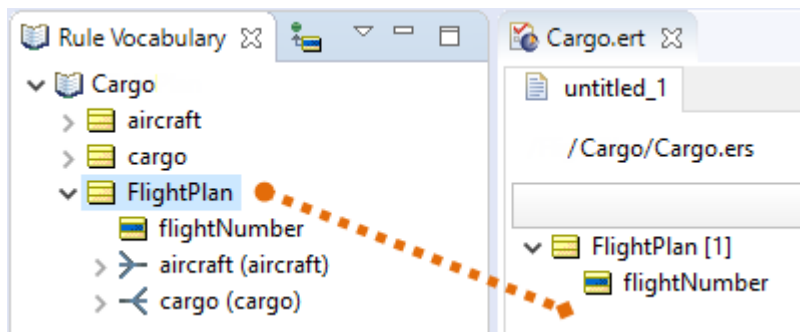 Rule Vocabulary
Cargo
aircraft
cargo
FlightPlan
flightNumber
aircraft (aircraft)
cargo (cargo)
Cargo.ert
untitled_1
/Cargo/Cargo.ers
FlightPlan [1]
flightNumber